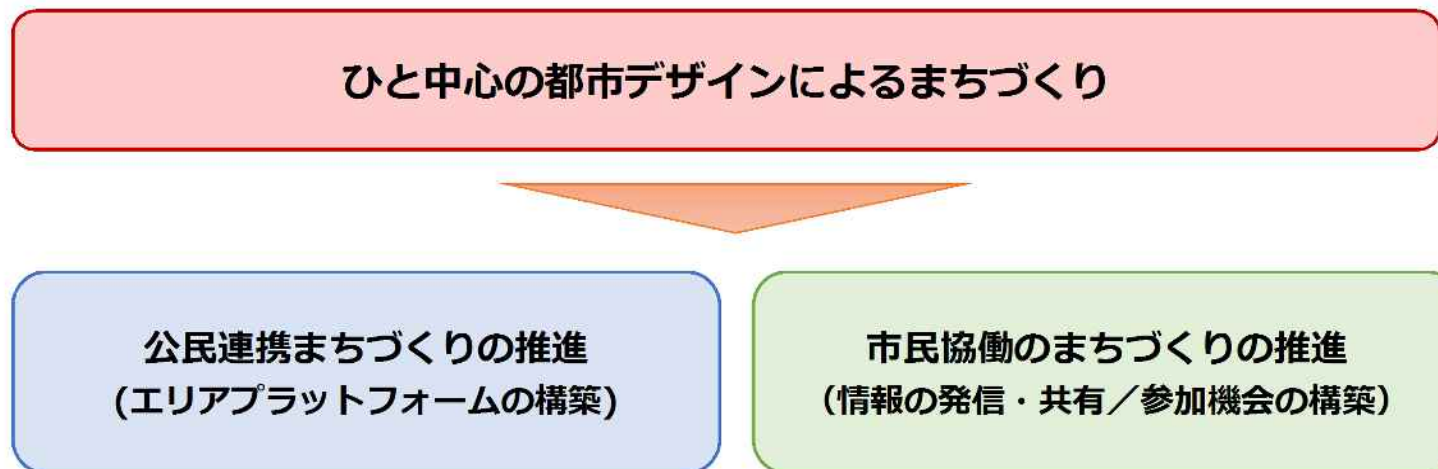 ひと中心の都市デザインによるまちづくり
公民連携まちづくりの推進
(エリアプラットフォームの構築)
市民協働のまちづくりの推進
（情報の発信・共有／参加機会の構築）